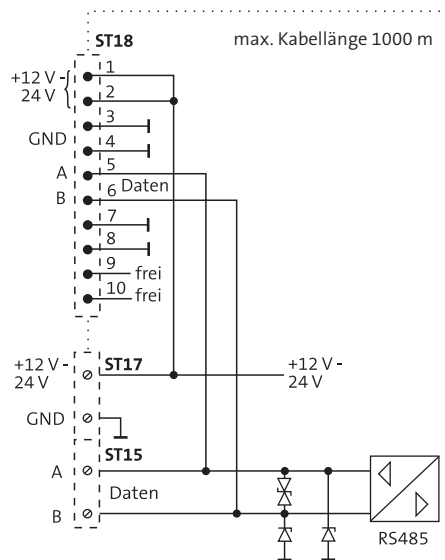 ST18
max. Kabellänge 1000 m
+12 V -
24 V
1
2
3
GND
4
A
5
Daten
B
6
7
8
9
frei
10
frei
+12 V -
24 V
ST17
+12 V -
24 V
GND
ST15
A
Daten
B
RS485